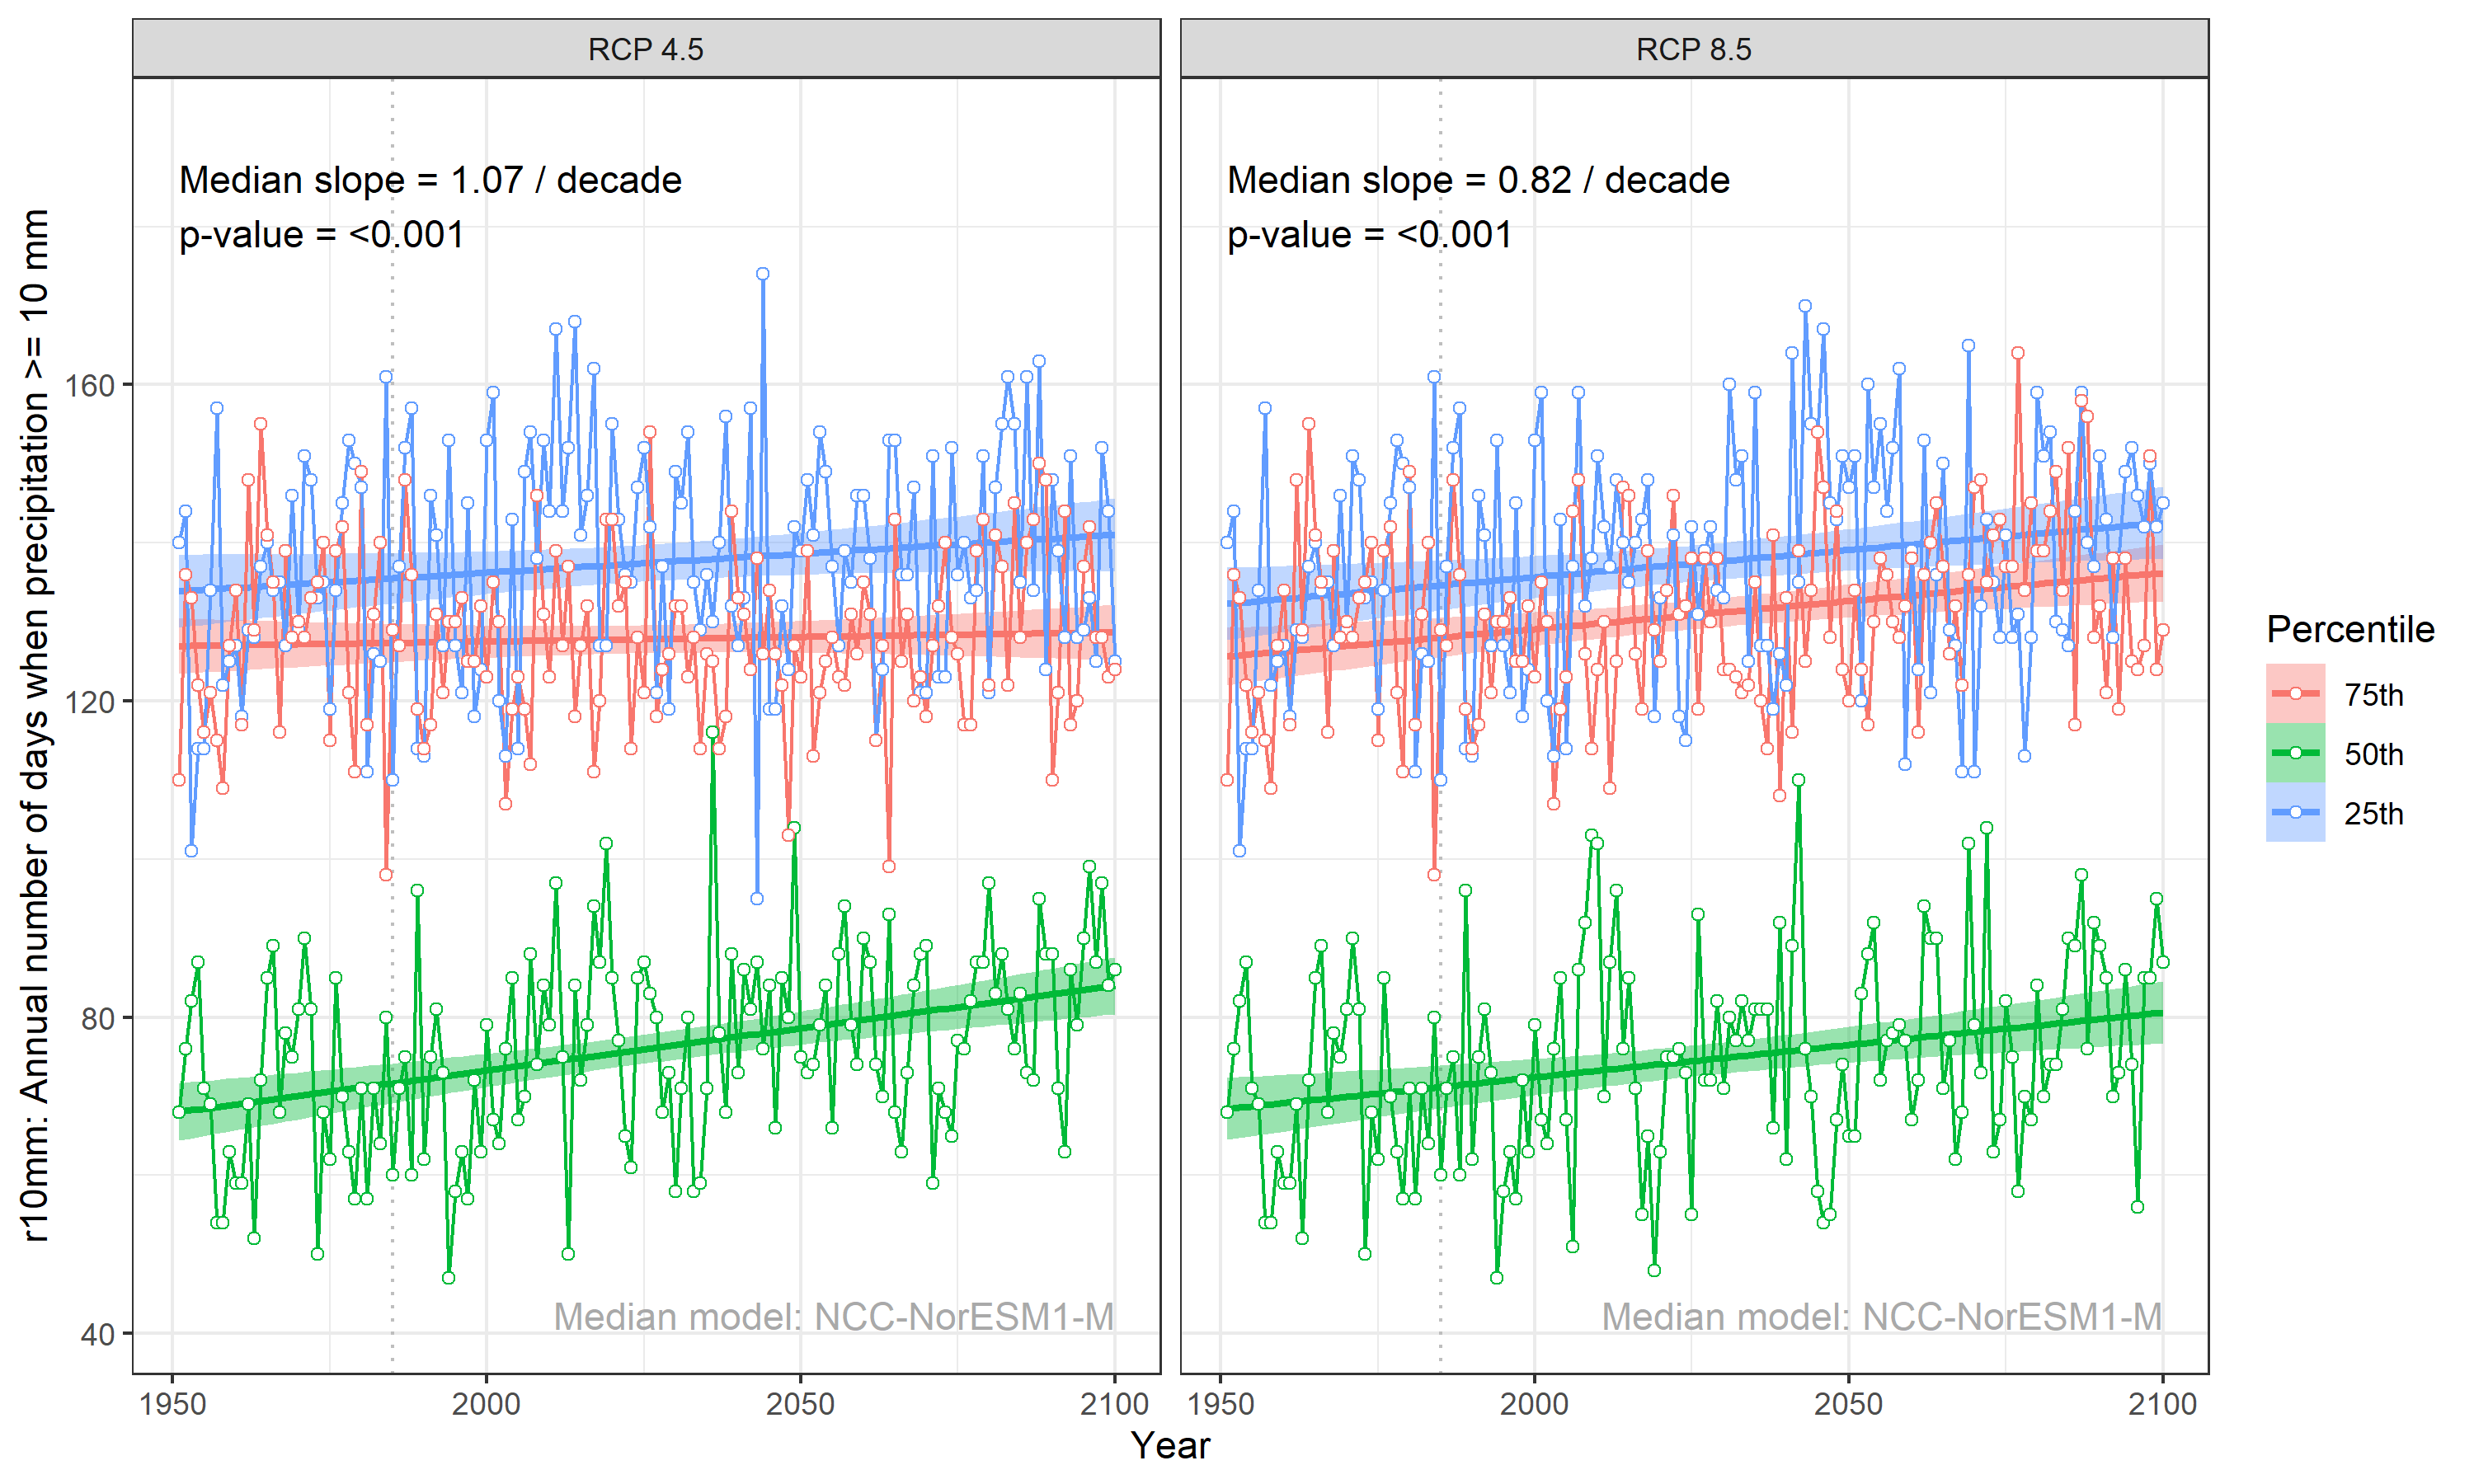 RCP 4.5
RCP 8.5
Median slope = 1.07 / decade
p-value = <0.001
Median slope = 0.82 / decade
p-value = <0.001
r10mm: Annual number of days when precipitation >= 10 mm
160
120
80
40
Median model: NCC-NorESM1-M
Median model: NCC-NorESM1-M
1950
2000
2050
2100
1950
2000
2050
2100
Year
Percentile
75th
50th
25th